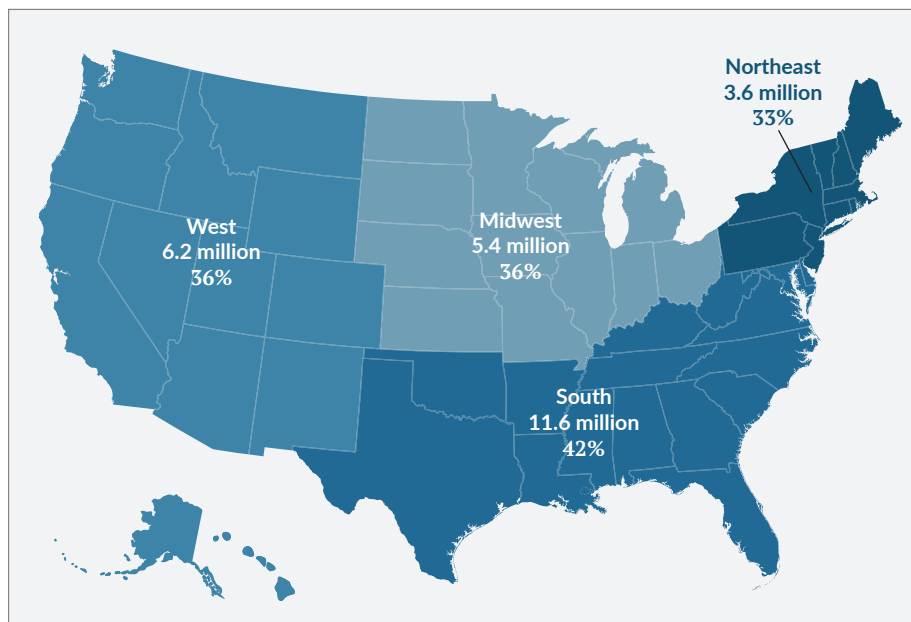 Northeast
3.6 million
33%
West
6.2 million
36%
Midwest
5.4 million
36%
South
11.6 million
42%